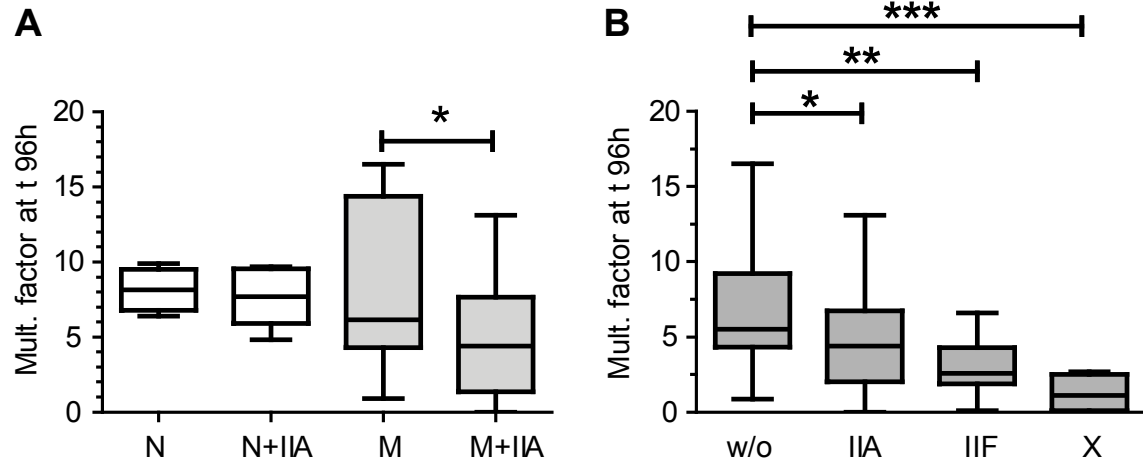 A
Mult. factor at t 96h
20
15
10
5
0
*
N N+IIA M M+IIA
B
Mult. factor at t 96h
20
15
10
5
0
***
**
*
w/o IIA IIF X